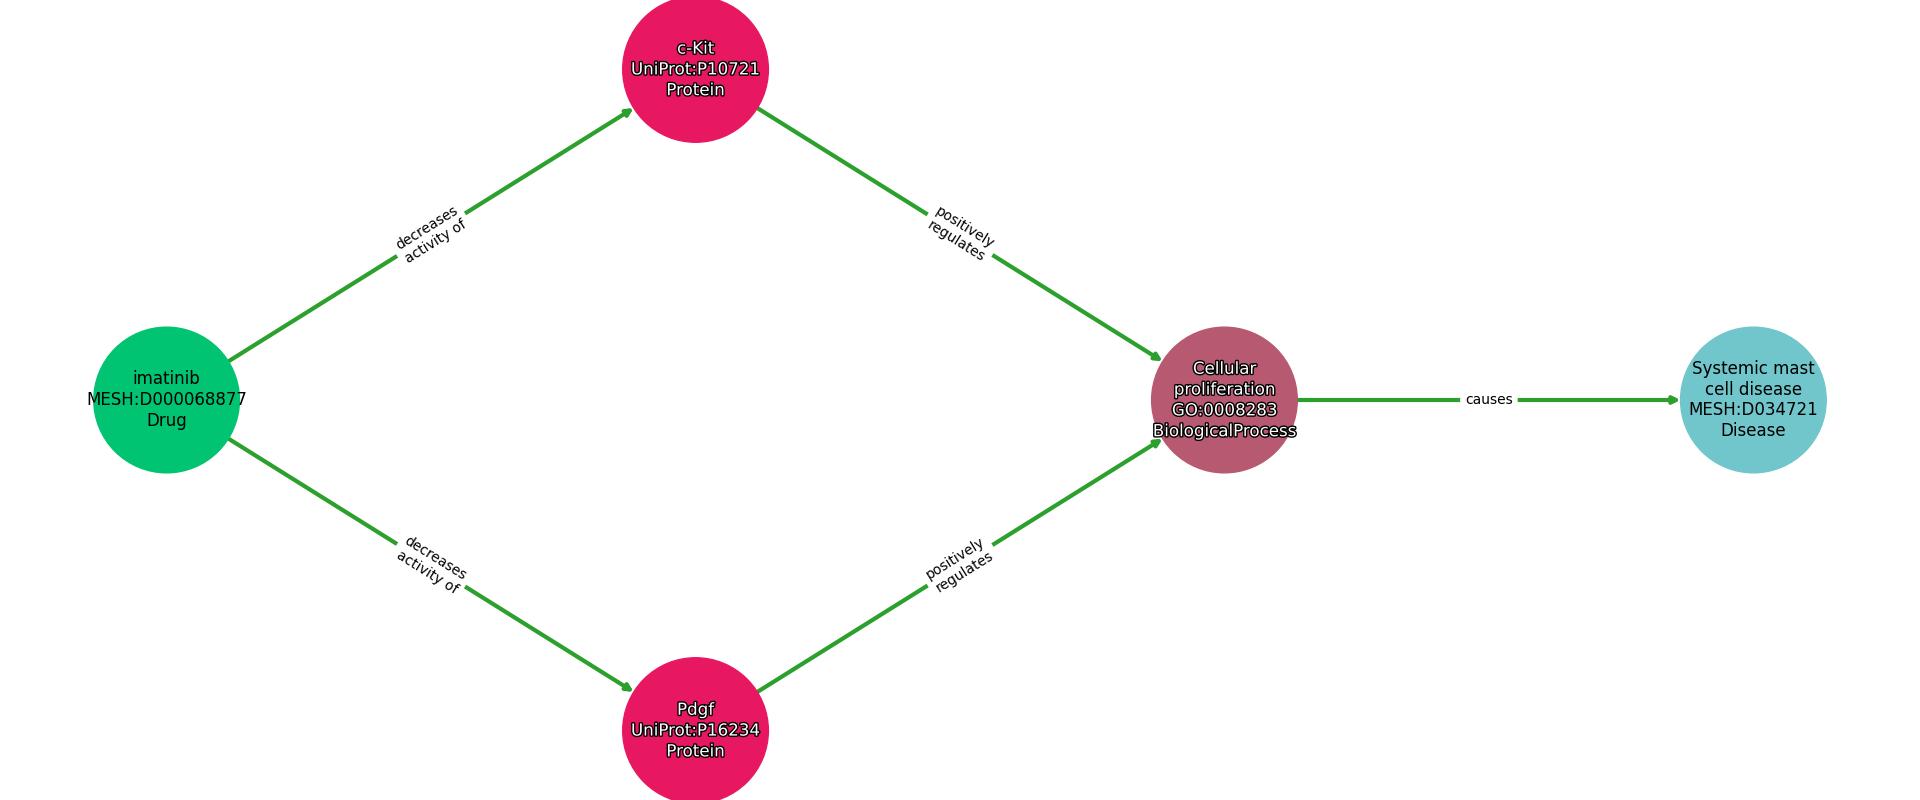 c-Kit
UniProt:P10721
Protein
decreases
activity of
positively
regulates
imatinib
MESH:D000068877
Drug
Cellular
proliferation
GO:0008283
BiologicalProcess
causes
Systemic mast
cell disease
MESH:D034721
Disease
decreases
activity of
positively
regulates
Pdgf
UniProt:P16234
Protein